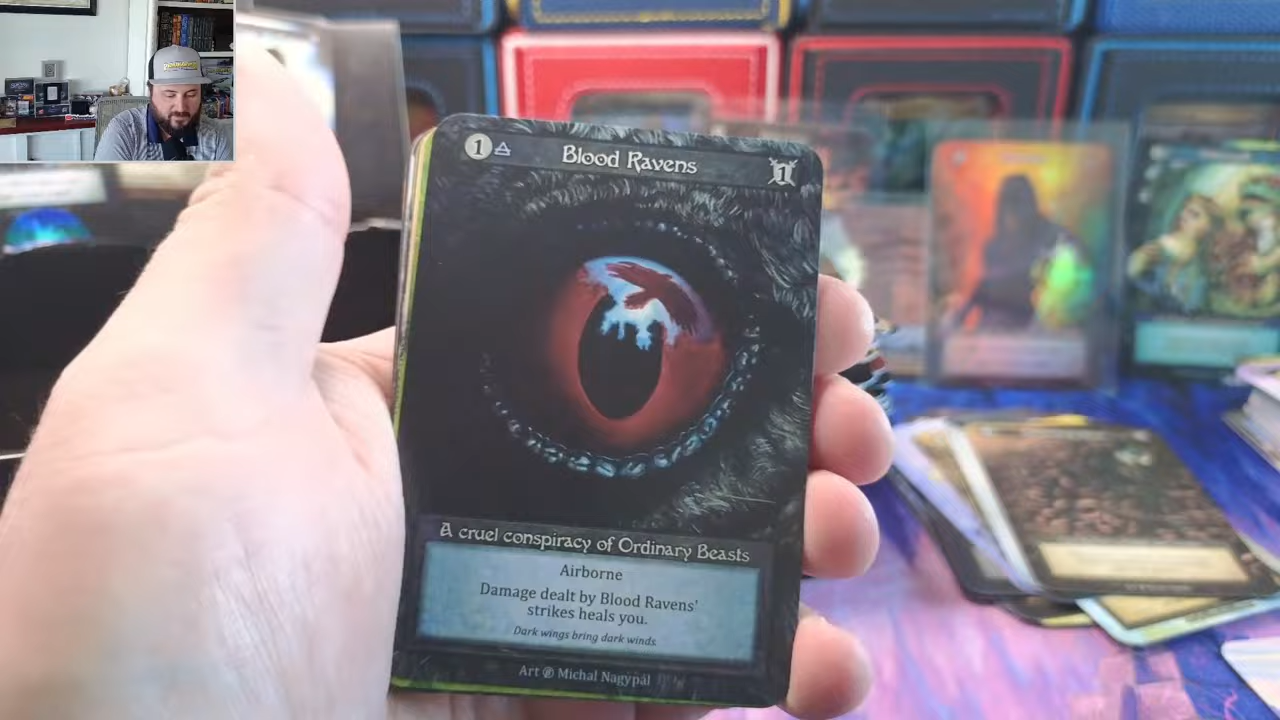 1
Blood Ravens
1
A cruel conspiracy of Ordinary Beasts
Airborne
Damage dealt by Blood Ravens'
strikes heals you.
Dark wings bring dark winds.
Art Michal Nagypál